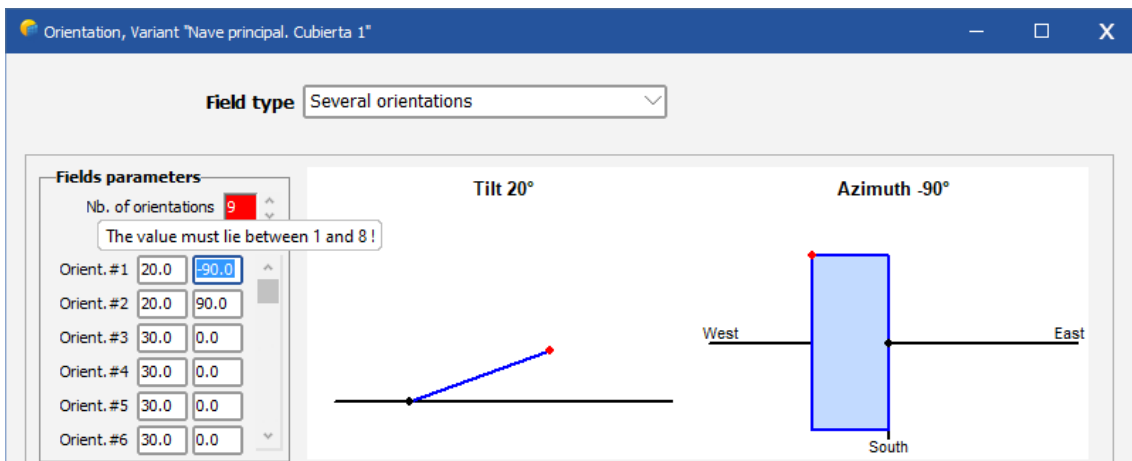 Orientation, Variant "Nave principal. Cubierta 1"
Field type Several orientations
Fields parameters
Nb. of orientations 9
The value must lie between 1 and 8 !
Orient. #1 20.0 -90.0
Orient. #2 20.0 90.0
Orient. #3 30.0 0.0
Orient. #4 30.0 0.0
Orient. #5 30.0 0.0
Orient. #6 30.0 0.0
Tilt 20°
Azimuth -90°
West
East
South